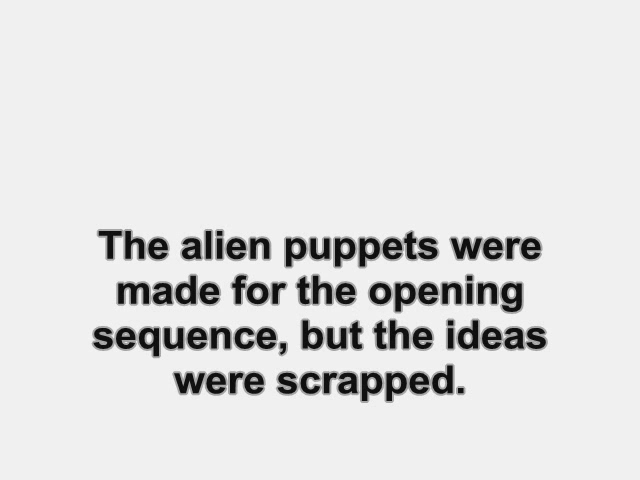 The alien puppets were
made for the opening
sequence, but the ideas
were scrapped.